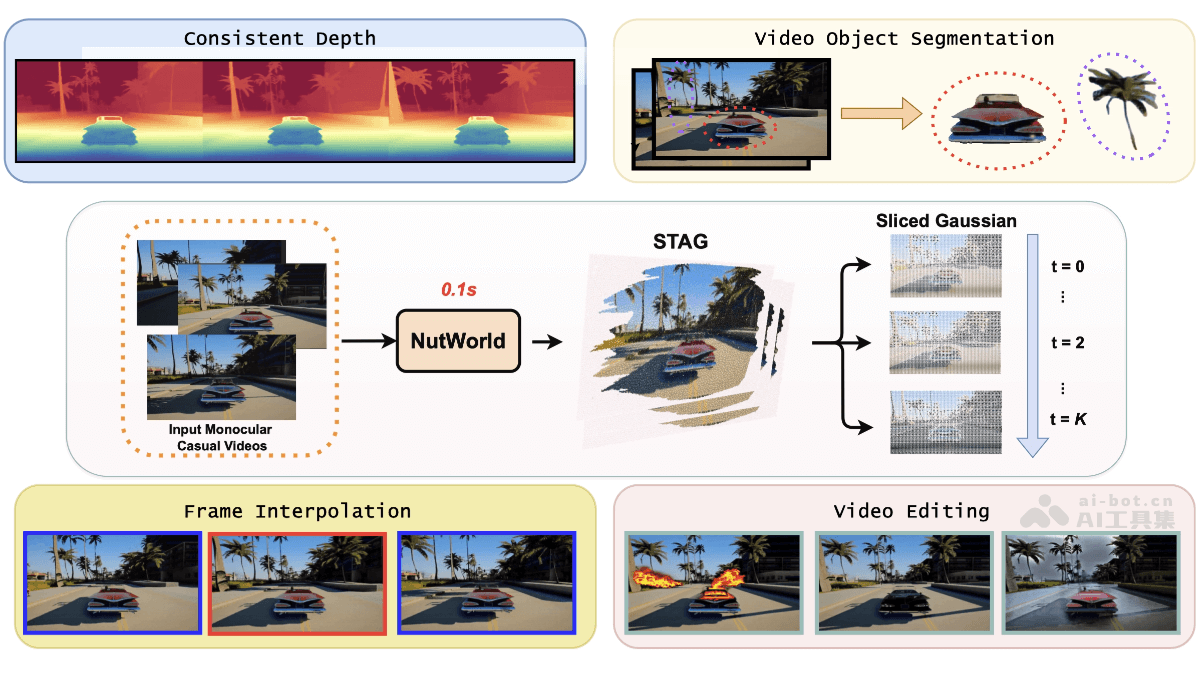 Consistent Depth
Video Object Segmentation
Sliced Gaussian
STAG
t = 0
⋮
0.1s
NutWorld
t = 2
⋮
t = K
Input Monocular
Casual Videos
Frame Interpolation
Video Editing
ai-bot.cn
AI工具集